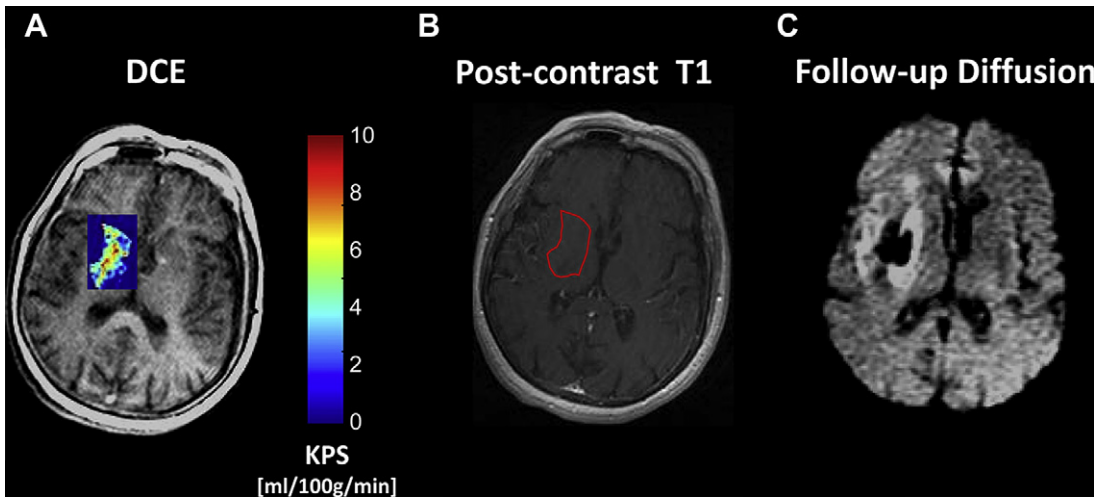 A
DCE
10
8
6
4
2
0
KPS
[ml/100g/min]
B
Post-contrast T1
C
Follow-up Diffusion